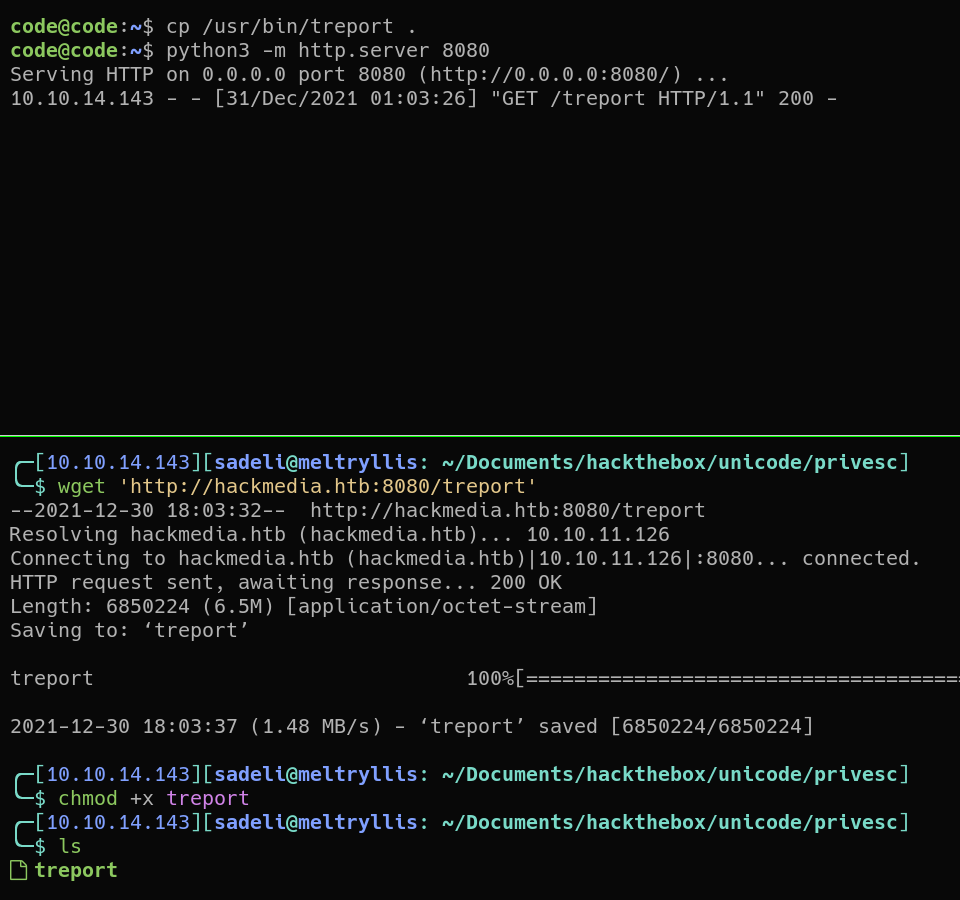 code@code:~$ cp /usr/bin/treport .
code@code:~$ python3 -m http.server 8080
Serving HTTP on 0.0.0.0 port 8080 (http://0.0.0.0:8080/) ...
10.10.14.143 - - [31/Dec/2021 01:03:26] "GET /treport HTTP/1.1" 200 -
╭─[10.10.14.143][sadeli@meltryllis: ~/Documents/hackthebox/unicode/privesc]
╰─$ wget 'http://hackmedia.htb:8080/treport'
--2021-12-30 18:03:32--  http://hackmedia.htb:8080/treport
Resolving hackmedia.htb (hackmedia.htb)... 10.10.11.126
Connecting to hackmedia.htb (hackmedia.htb)|10.10.11.126|:8080... connected.
HTTP request sent, awaiting response... 200 OK
Length: 6850224 (6.5M) [application/octet-stream]
Saving to: ‘treport’
treport                               100%[====================================
2021-12-30 18:03:37 (1.48 MB/s) - ‘treport’ saved [6850224/6850224]
╭─[10.10.14.143][sadeli@meltryllis: ~/Documents/hackthebox/unicode/privesc]
╰─$ chmod +x treport
╭─[10.10.14.143][sadeli@meltryllis: ~/Documents/hackthebox/unicode/privesc]
╰─$ ls
treport